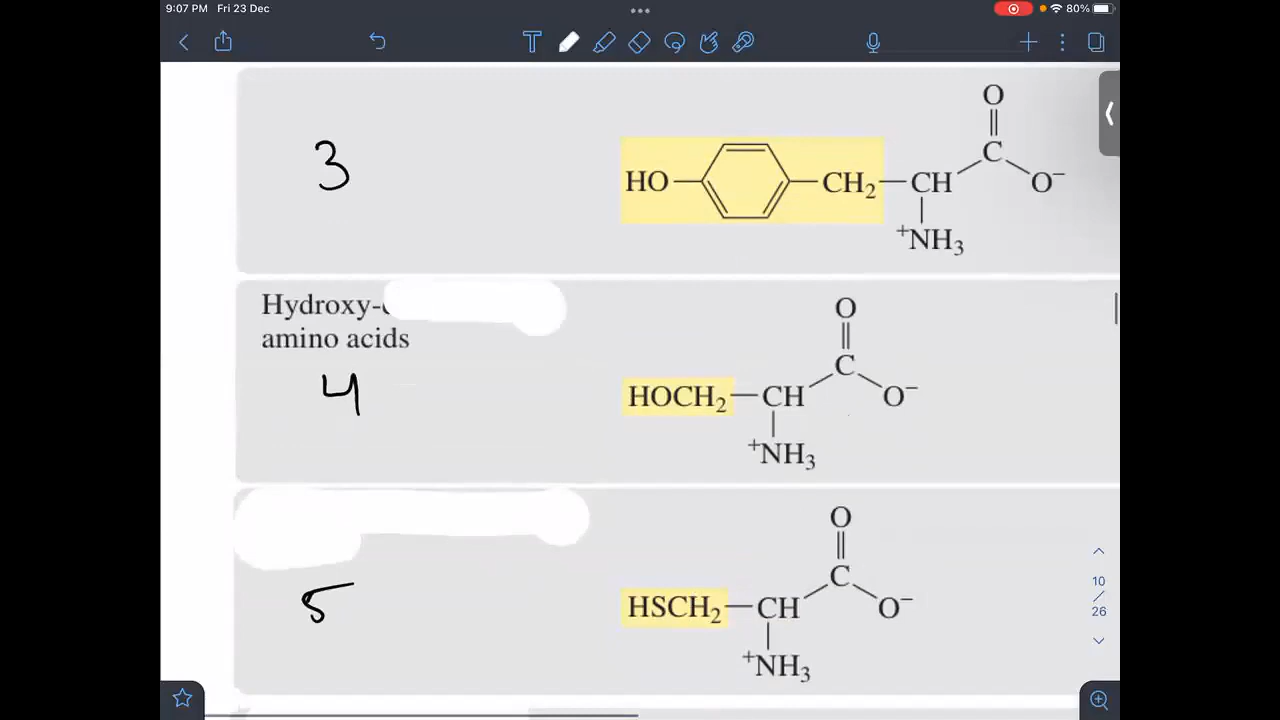 9:07 PM Fri 23 Dec
80%
3
O
C
HO CH₂ CH O⁻
⁺NH₃
Hydroxy-
amino acids
4
O
C
HOCH₂ CH O⁻
⁺NH₃
5
O
C
HSCH₂ CH O⁻
⁺NH₃
10
/
26